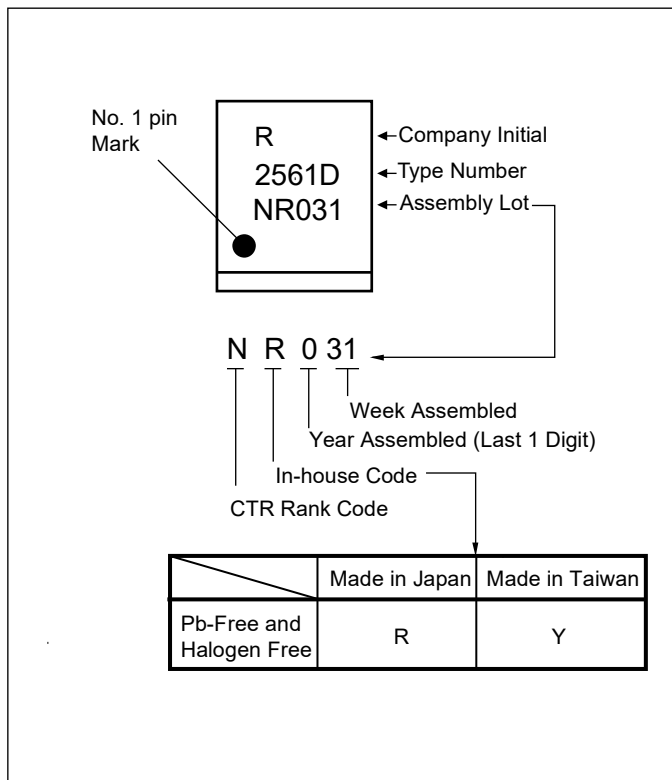 No. 1 pin
Mark
R
2561D
NR031
Company Initial
Type Number
Assembly Lot
N R 0 31
Week Assembled
Year Assembled (Last 1 Digit)
In-house Code
CTR Rank Code
Made in Japan Made in Taiwan
Pb-Free and
Halogen Free R Y